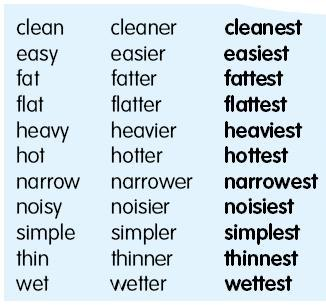 clean cleaner cleanest
easy easier easiest
fat fatter fattest
flat flatter flattest
heavy heavier heaviest
hot hotter hottest
narrow narrower narrowest
noisy noisier noisiest
simple simpler simplest
thin thinner thinnest
wet wetter wettest